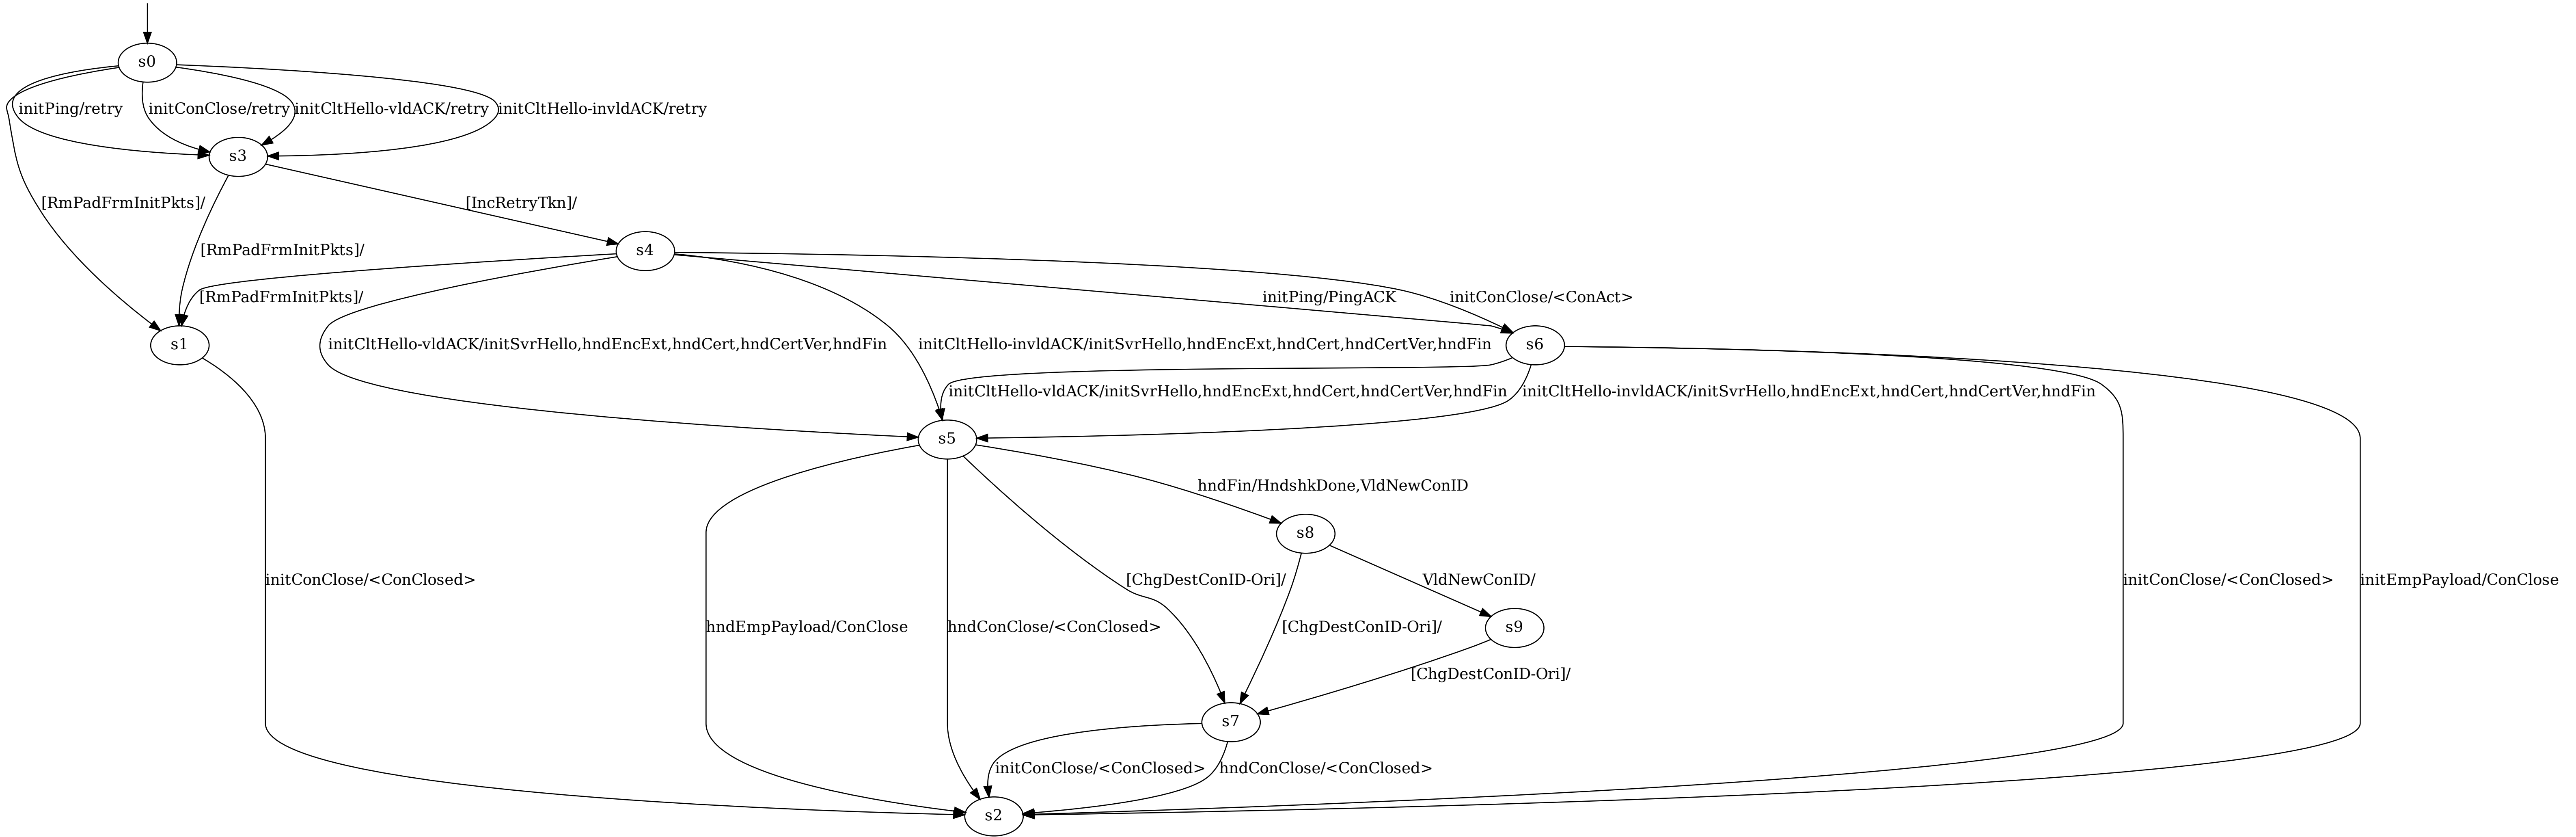 s0
initPing/retry
initConClose/retry
initCltHello-vldACK/retry
initCltHello-invldACK/retry
s3
[RmPadFrmInitPkts]/
[IncRetryTkn]/
[RmPadFrmInitPkts]/
s4
[RmPadFrmInitPkts]/
initPing/PingACK
initConClose/<ConAct>
s1
initCltHello-vldACK/initSvrHello,hndEncExt,hndCert,hndCertVer,hndFin
initCltHello-invldACK/initSvrHello,hndEncExt,hndCert,hndCertVer,hndFin
s6
initCltHello-vldACK/initSvrHello,hndEncExt,hndCert,hndCertVer,hndFin
initCltHello-invldACK/initSvrHello,hndEncExt,hndCert,hndCertVer,hndFin
s5
hndFin/HndshkDone,VldNewConID
s8
initConClose/<ConClosed>
[ChgDestConID-Ori]/
VldNewConID/
initConClose/<ConClosed>
initEmpPayload/ConClose
hndEmpPayload/ConClose
hndConClose/<ConClosed>
[ChgDestConID-Ori]/
s9
[ChgDestConID-Ori]/
s7
initConClose/<ConClosed>
hndConClose/<ConClosed>
s2